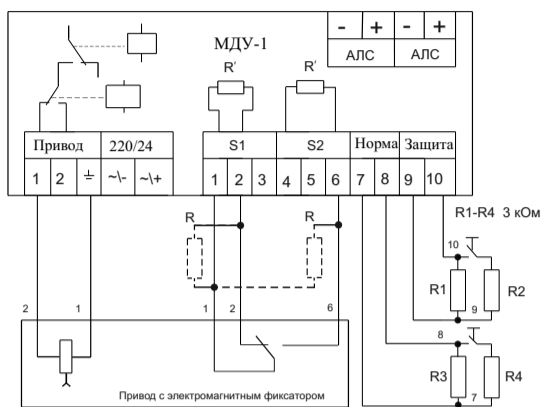 - + - +
МДУ-1
АЛС АЛС
R' R'
Привод 220/24 S1 S2 Норма Защита
1 2 ~\- ~\+ 1 2 3 4 5 6 7 8 9 10
R1-R4 3 кОм
R R
10
R1 R2
9
2 1 1 2 6 8
R3 R4
7
Привод с электромагнитным фиксатором